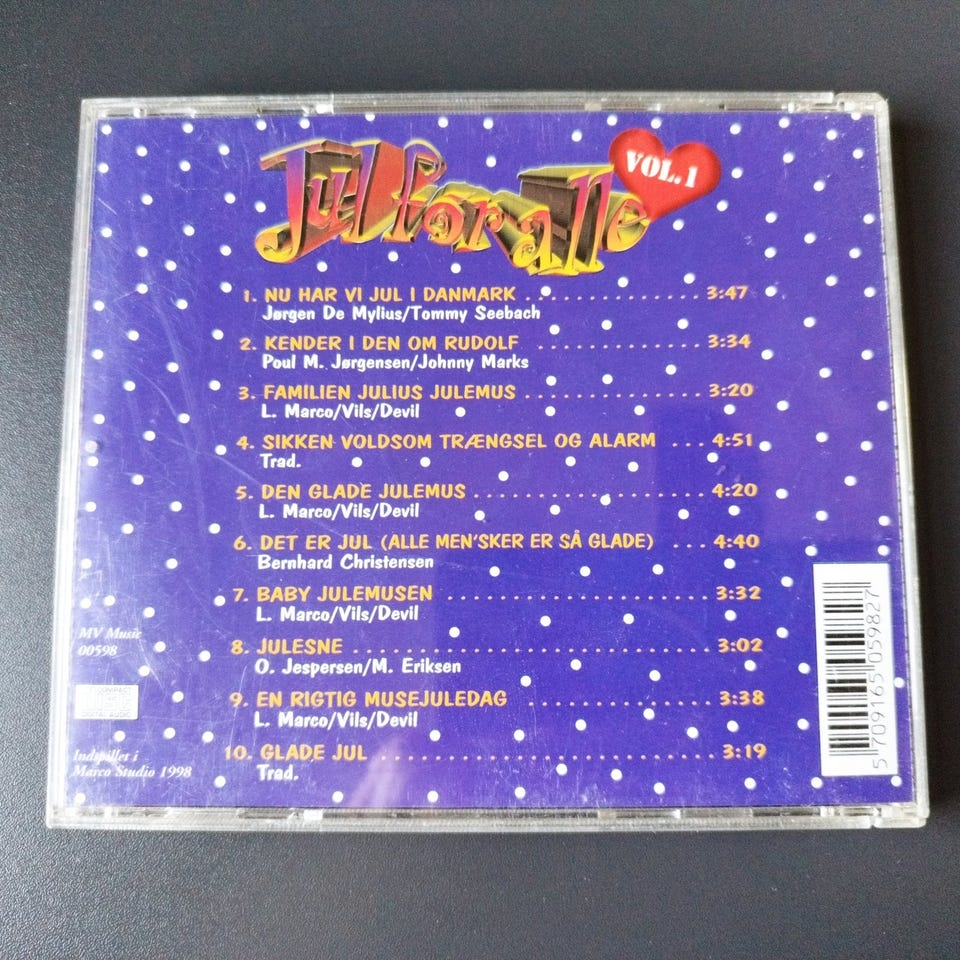 Jul for alle
VOL.1
1. NU HAR VI JUL I DANMARK . . . . . . . . . . . . . . 3:47
Jørgen De Mylius/Tommy Seebach
2. KENDER I DEN OM RUDOLF . . . . . . . . . . . . . 3:34
Poul M. Jørgensen/Johnny Marks
3. FAMILIEN JULIUS JULEMUS . . . . . . . . . . . . . . 3:20
L. Marco/Vils/Devil
4. SIKKEN VOLDSOM TRÆNGSEL OG ALARM . . . 4:51
Trad.
5. DEN GLADE JULEMUS . . . . . . . . . . . . . . . . . . 4:20
L. Marco/Vils/Devil
6. DET ER JUL (ALLE MEN'SKER ER SÅ GLADE) . . . 4:40
Bernhard Christensen
7. BABY JULEMUSEN . . . . . . . . . . . . . . . . . . . . 3:32
L. Marco/Vils/Devil
8. JULESNE . . . . . . . . . . . . . . . . . . . . . . . . . . . 3:02
O. Jespersen/M. Eriksen
9. EN RIGTIG MUSEJULEDAG . . . . . . . . . . . . . . 3:38
L. Marco/Vils/Devil
10. GLADE JUL . . . . . . . . . . . . . . . . . . . . . . . . . 3:19
Trad.
MV Music
00598
COMPACT
DIGITAL AUDIO
Indspillet i
Marco Studio 1998
5 709165 059827